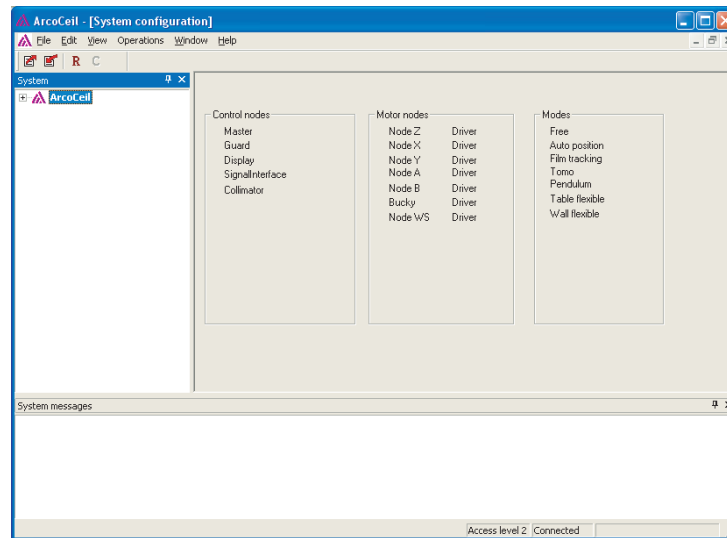 ArcoCeil - [System configuration]
File Edit View Operations Window Help
R C
System
ArcoCeil
Control nodes
Master
Guard
Display
SignalInterface
Collimator
Motor nodes
Node Z Driver
Node X Driver
Node Y Driver
Node A Driver
Node B Driver
Bucky Driver
Node WS Driver
Modes
Free
Auto position
Film tracking
Tomo
Pendulum
Table flexible
Wall flexible
System messages
Access level 2 Connected